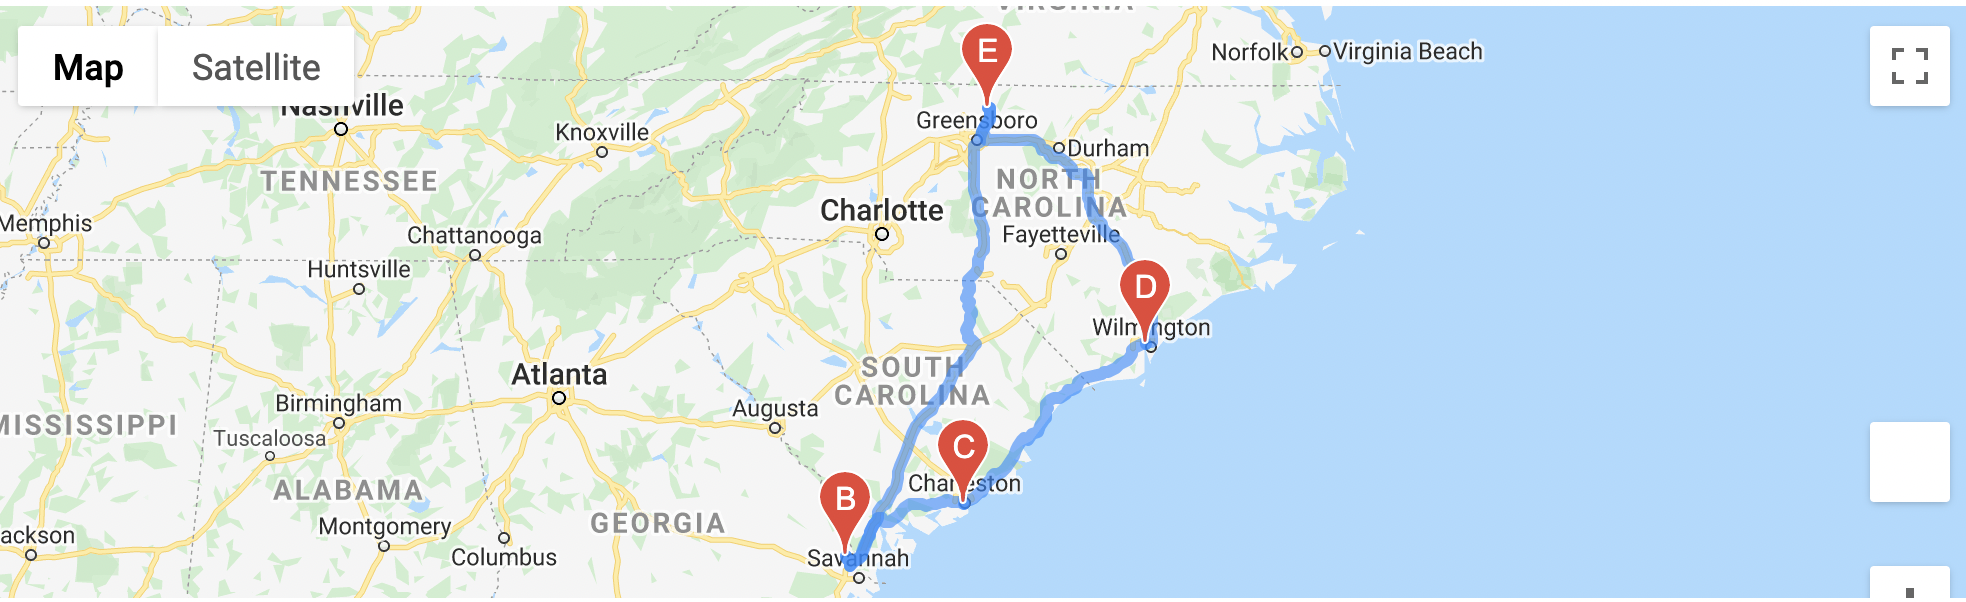 VIRGINIA
Map
Satellite
E
Norfolk
Virginia Beach
Nashville
Greensboro
Knoxville
Durham
TENNESSEE
NORTH
CAROLINA
Memphis
Charlotte
Chattanooga
Fayetteville
Huntsville
D
Wilmington
Atlanta
SOUTH
CAROLINA
Birmingham
Augusta
MISSISSIPPI
Tuscaloosa
C
Charleston
ALABAMA
B
Montgomery
GEORGIA
ackson
Columbus
Savannah